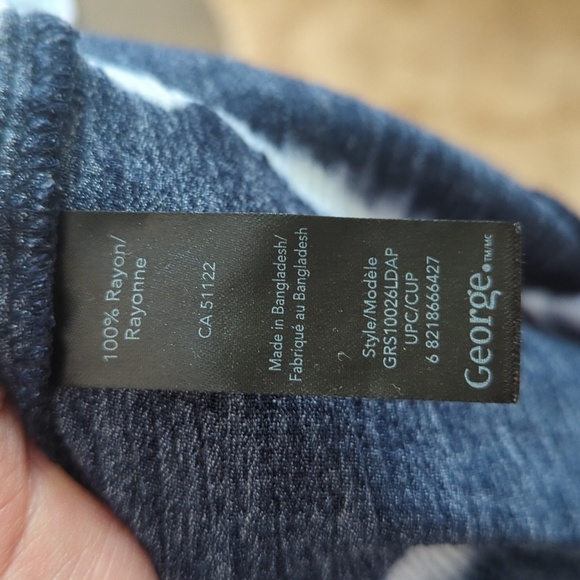 100% Rayon/
Rayonne
CA 51122
Made in Bangladesh/
Fabriqué au Bangladesh
Style/Modèle
GRS10026LDAP
UPC/CUP
6 8218666427
George.™/MC